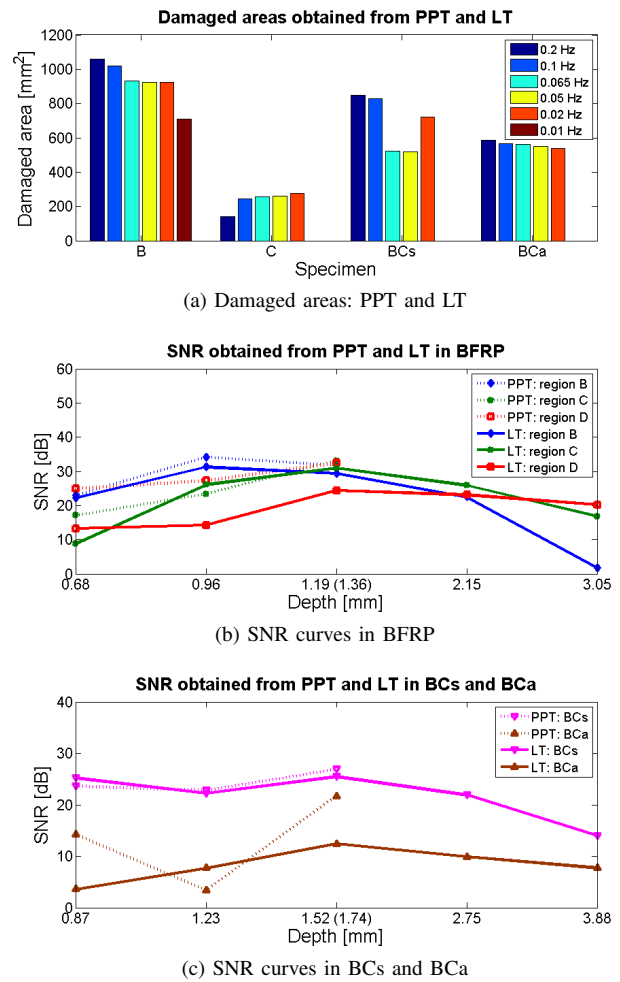 Damaged areas obtained from PPT and LT
Damaged area [mm²]
1200
1000
800
600
400
200
0
0.2 Hz
0.1 Hz
0.065 Hz
0.05 Hz
0.02 Hz
0.01 Hz
B C BCs BCa
Specimen
(a) Damaged areas: PPT and LT
SNR obtained from PPT and LT in BFRP
SNR [dB]
60
50
40
30
20
10
0
PPT: region B
PPT: region C
PPT: region D
LT: region B
LT: region C
LT: region D
0.68 0.96 1.19 (1.36) 2.15 3.05
Depth [mm]
(b) SNR curves in BFRP
SNR obtained from PPT and LT in BCs and BCa
SNR [dB]
40
30
20
10
0
PPT: BCs
PPT: BCa
LT: BCs
LT: BCa
0.87 1.23 1.52 (1.74) 2.75 3.88
Depth [mm]
(c) SNR curves in BCs and BCa